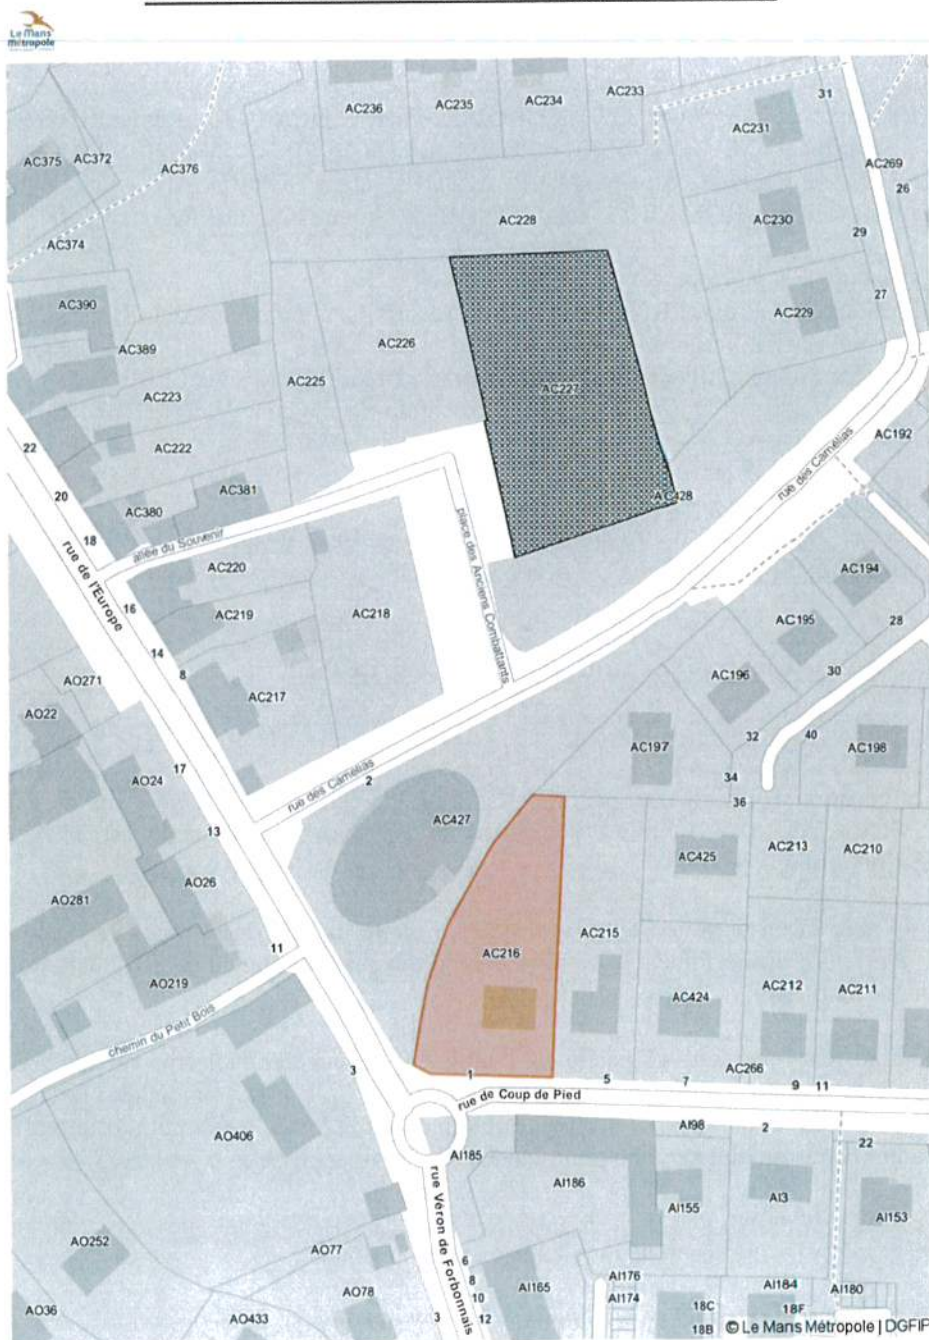 Le Mans
métropole
AC236
AC235
AC234
AC233
31
AC231
AC375
AC372
AC376
AC269
26
AC228
AC230
AC374
29
AC390
27
AC229
AC389
AC226
AC225
AC227
AC223
22
AC222
AC192
20
AC381
AC380
AC428
rue des Camélias
18
allée du Souvenir
place des Anciens Combattants
rue de l'Europe
AC220
AC194
16
AC219
AC218
AC195
28
14
8
AO271
AC217
AC196
30
AO22
32
40
AC197
AC198
17
AO24
rue des Camélias
2
34
36
13
AC427
AC213
AC210
AC425
AO26
AO281
11
AC216
AC215
AO219
AC424
AC212
AC211
chemin du Petit Bois
3
1
5
7
AC266
9
11
rue de Coup de Pied
AI98
2
AO406
AI185
22
AI186
AI3
AI155
AI153
rue Véron de Forbonnais
AO252
AO77
6
8
AI165
AI176
AI184
AI180
AO78
10
AI174
AO36
AO433
3
12
18C
18F
18B
© Le Mans Métropole | DGFIP